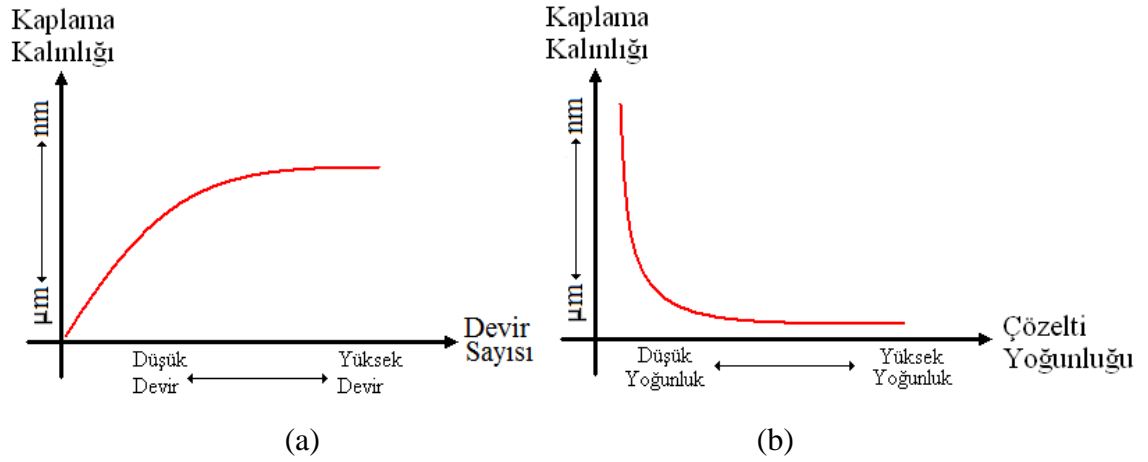 Kaplama
Kalınlığı
nm
µm
Devir
Sayısı
Düşük
Devir
Yüksek
Devir
(a)
Kaplama
Kalınlığı
nm
µm
Çözelti
Yoğunluğu
Düşük
Yoğunluk
Yüksek
Yoğunluk
(b)